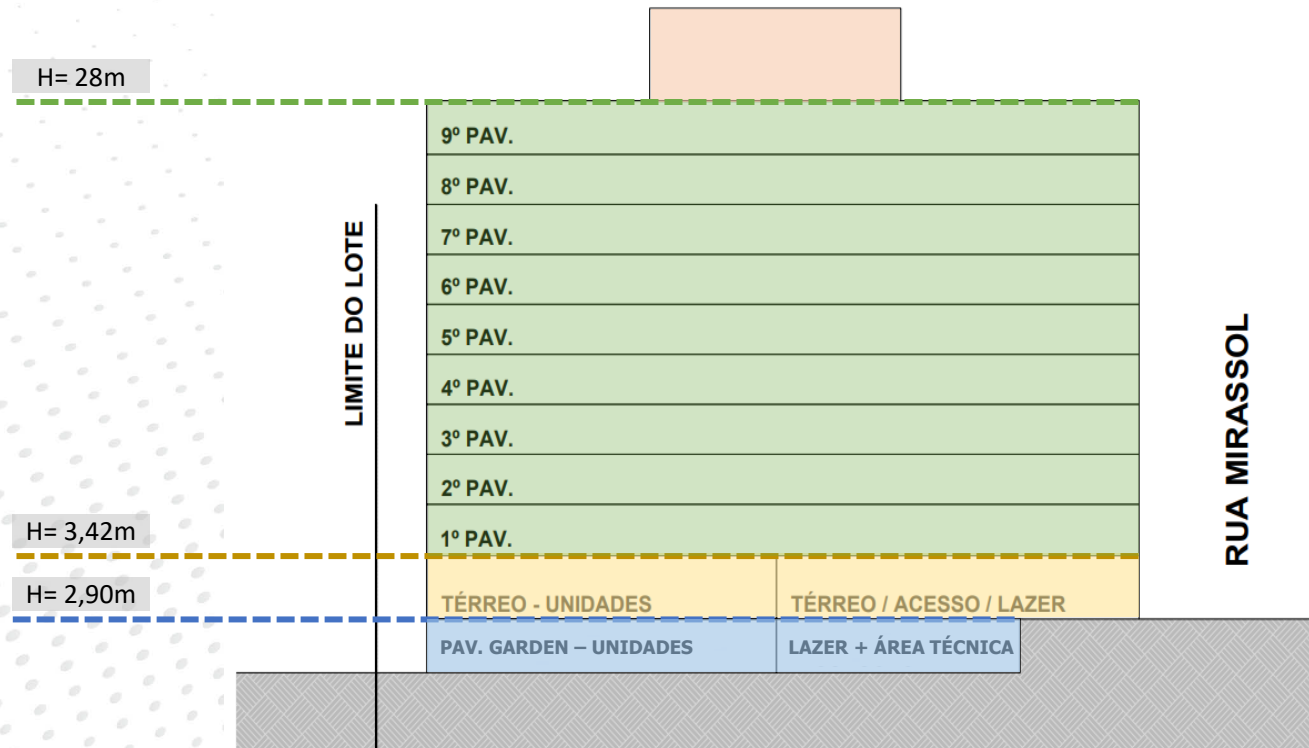 H= 28m
9º PAV.
8º PAV.
7º PAV.
6º PAV.
5º PAV.
4º PAV.
3º PAV.
2º PAV.
1º PAV.
LIMITE DO LOTE
RUA MIRASSOL
H= 3,42m
H= 2,90m
TÉRREO - UNIDADES
TÉRREO / ACESSO / LAZER
PAV. GARDEN – UNIDADES
LAZER + ÁREA TÉCNICA